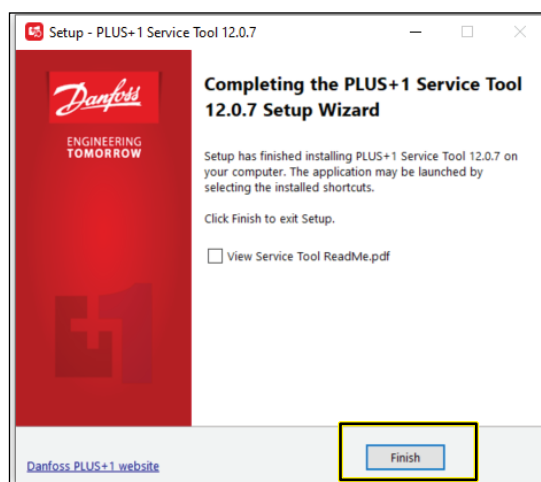 Setup - PLUS+1 Service Tool 12.0.7
Danfoss
ENGINEERING
TOMORROW
Completing the PLUS+1 Service Tool
12.0.7 Setup Wizard
Setup has finished installing PLUS+1 Service Tool 12.0.7 on
your computer. The application may be launched by
selecting the installed shortcuts.
Click Finish to exit Setup.
View Service Tool ReadMe.pdf
+1
Danfoss PLUS+1 website
Finish